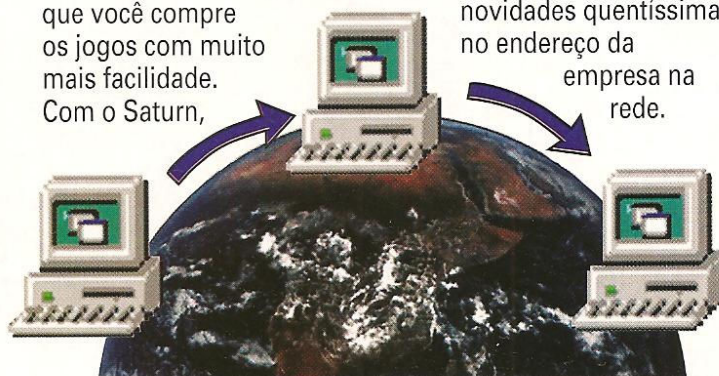 que você compre
os jogos com muito
mais facilidade.
Com o Saturn,
novidades quentíssima
no endereço da
empresa na
rede.